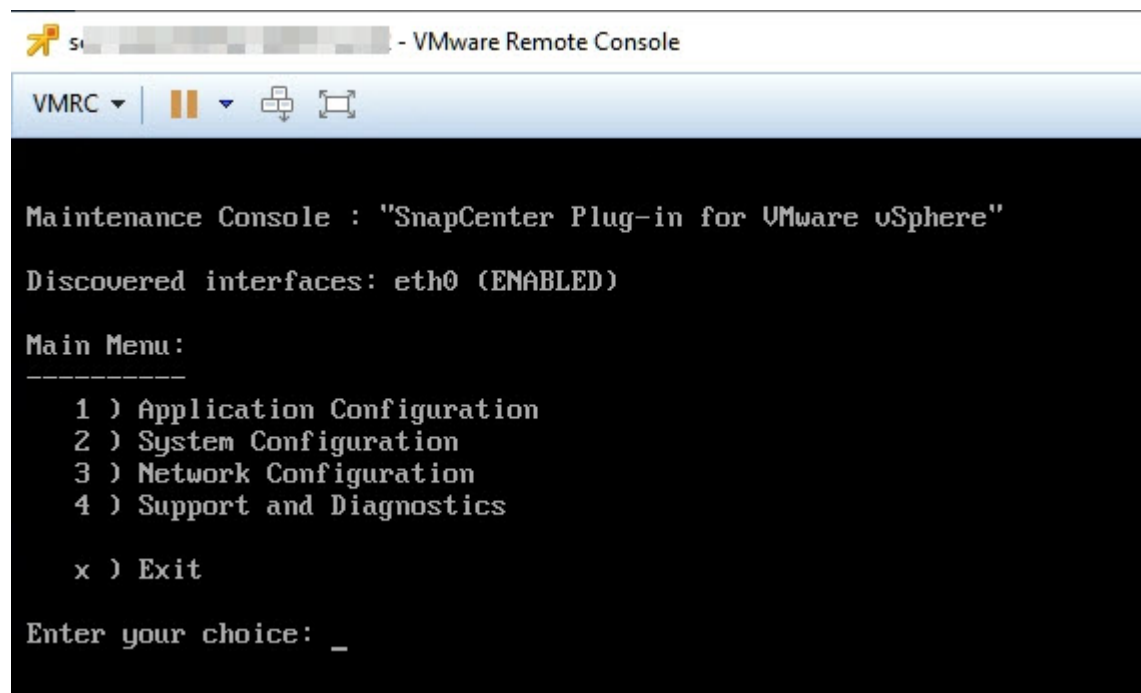 - VMware Remote Console
VMRC
Maintenance Console : "SnapCenter Plug-in for VMware vSphere"
Discovered interfaces: eth0 (ENABLED)
Main Menu:
----------
1 ) Application Configuration
2 ) System Configuration
3 ) Network Configuration
4 ) Support and Diagnostics
x ) Exit
Enter your choice: _